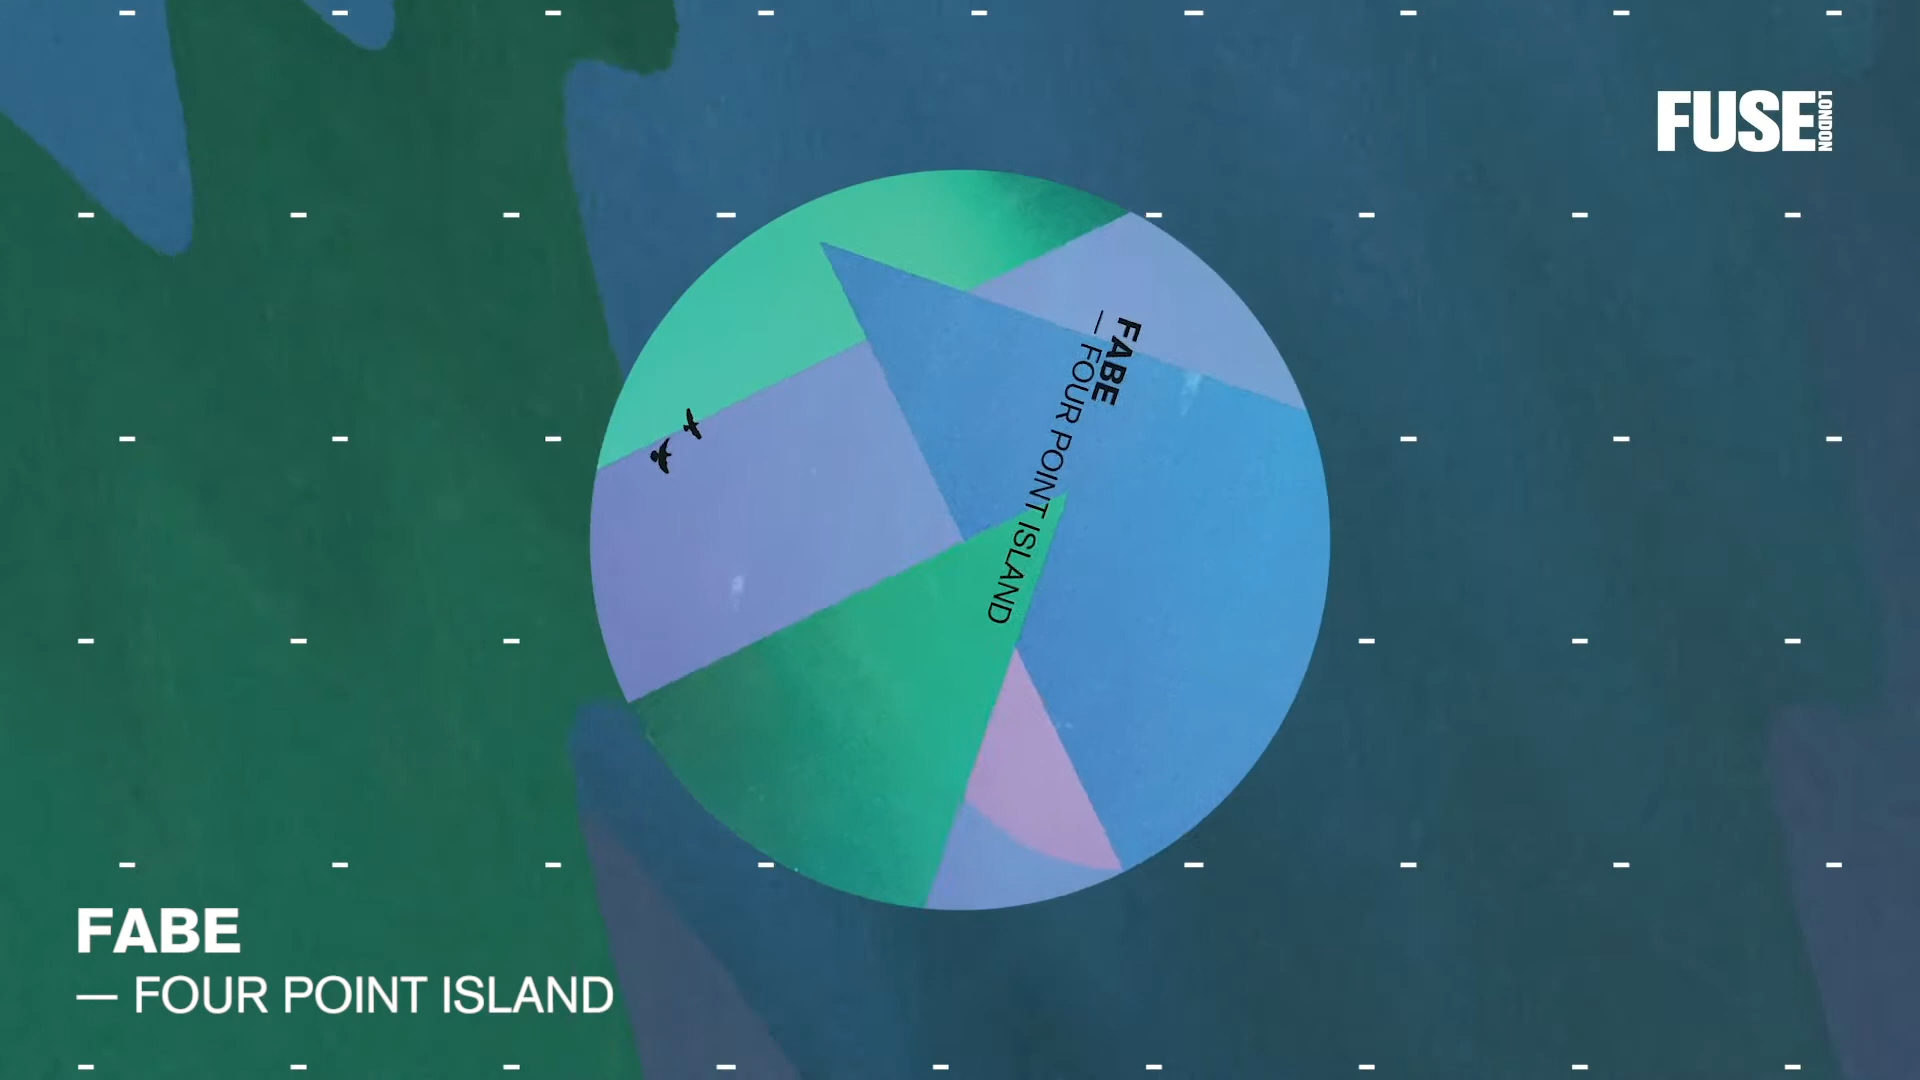 FUSE LONDON
FABE
— FOUR POINT ISLAND
FABE
— FOUR POINT ISLAND